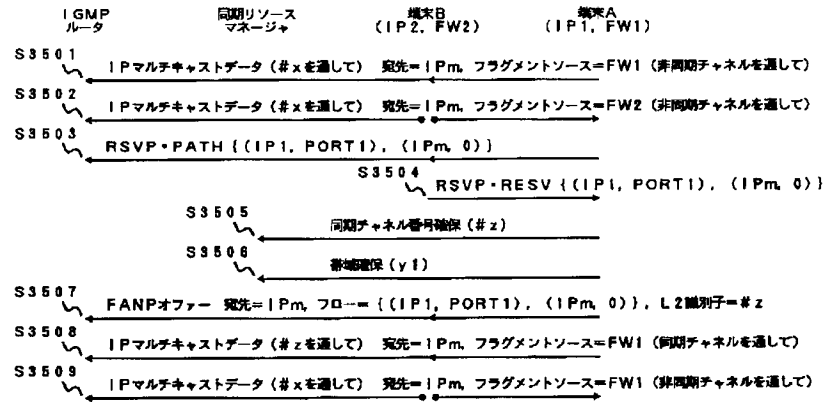 IGMP
ルータ
同期リソース
マネージャ
端末B
(IP2, FW2)
端末A
(IP1, FW1)
S3501
IPマルチキャストデータ (#xを通して) 宛先=IPm, フラグメントソース=FW1 (非同期チャネルを通して)
S3502
IPマルチキャストデータ (#xを通して) 宛先=IPm, フラグメントソース=FW2 (非同期チャネルを通して)
S3503
RSVP・PATH {(IP1, PORT1), (IPm, 0)}
S3504
RSVP・RESV {(IP1, PORT1), (IPm, 0)}
S3505
同期チャネル番号確保 (#z)
S3506
帯域確保 (y1)
S3507
FANPオファー 宛先=IPm, フロー={(IP1, PORT1), (IPm, 0)}, L2識別子=#z
S3508
IPマルチキャストデータ (#zを通して) 宛先=IPm, フラグメントソース=FW1 (同期チャネルを通して)
S3509
IPマルチキャストデータ (#xを通して) 宛先=IPm, フラグメントソース=FW1 (非同期チャネルを通して)